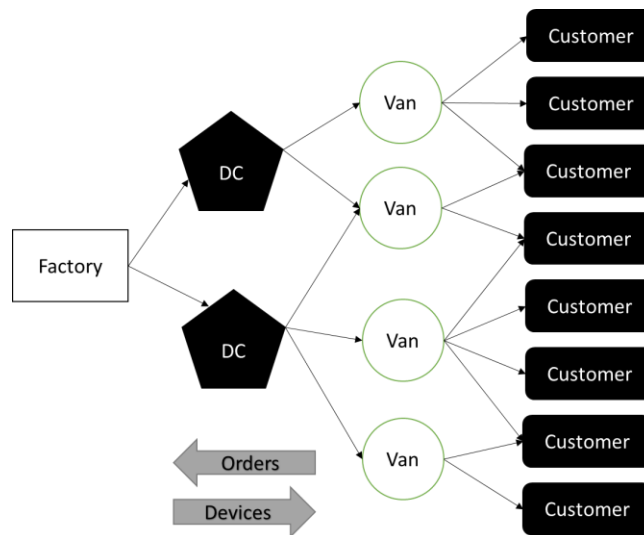 Customer
Van
Customer
DC
Customer
Van
Customer
Factory
Customer
DC
Van
Customer
Customer
Orders
Van
Devices
Customer